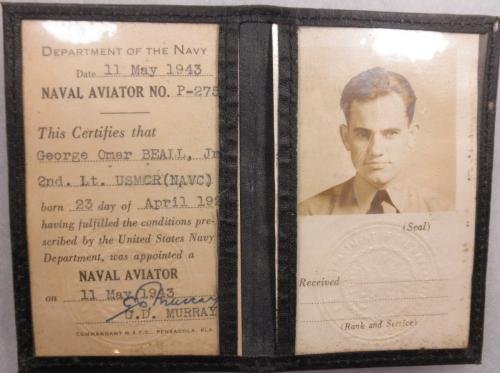 DEPARTMENT OF THE NAVY
Date 11 May 1943
NAVAL AVIATOR NO. P-275
This Certifies that
George Omar BEALL, Jr
2nd. Lt. USMCR(NAVC)
born 23 day of April 192
having fulfilled the conditions pre-
scribed by the United States Navy
Department, was appointed a
NAVAL AVIATOR
on 11 May 1943
G.D. Murray
G.D. MURRAY
COMMANDANT N.A.T.C., PENSACOLA, FLA.
(Seal)
Received
(Rank and Service)